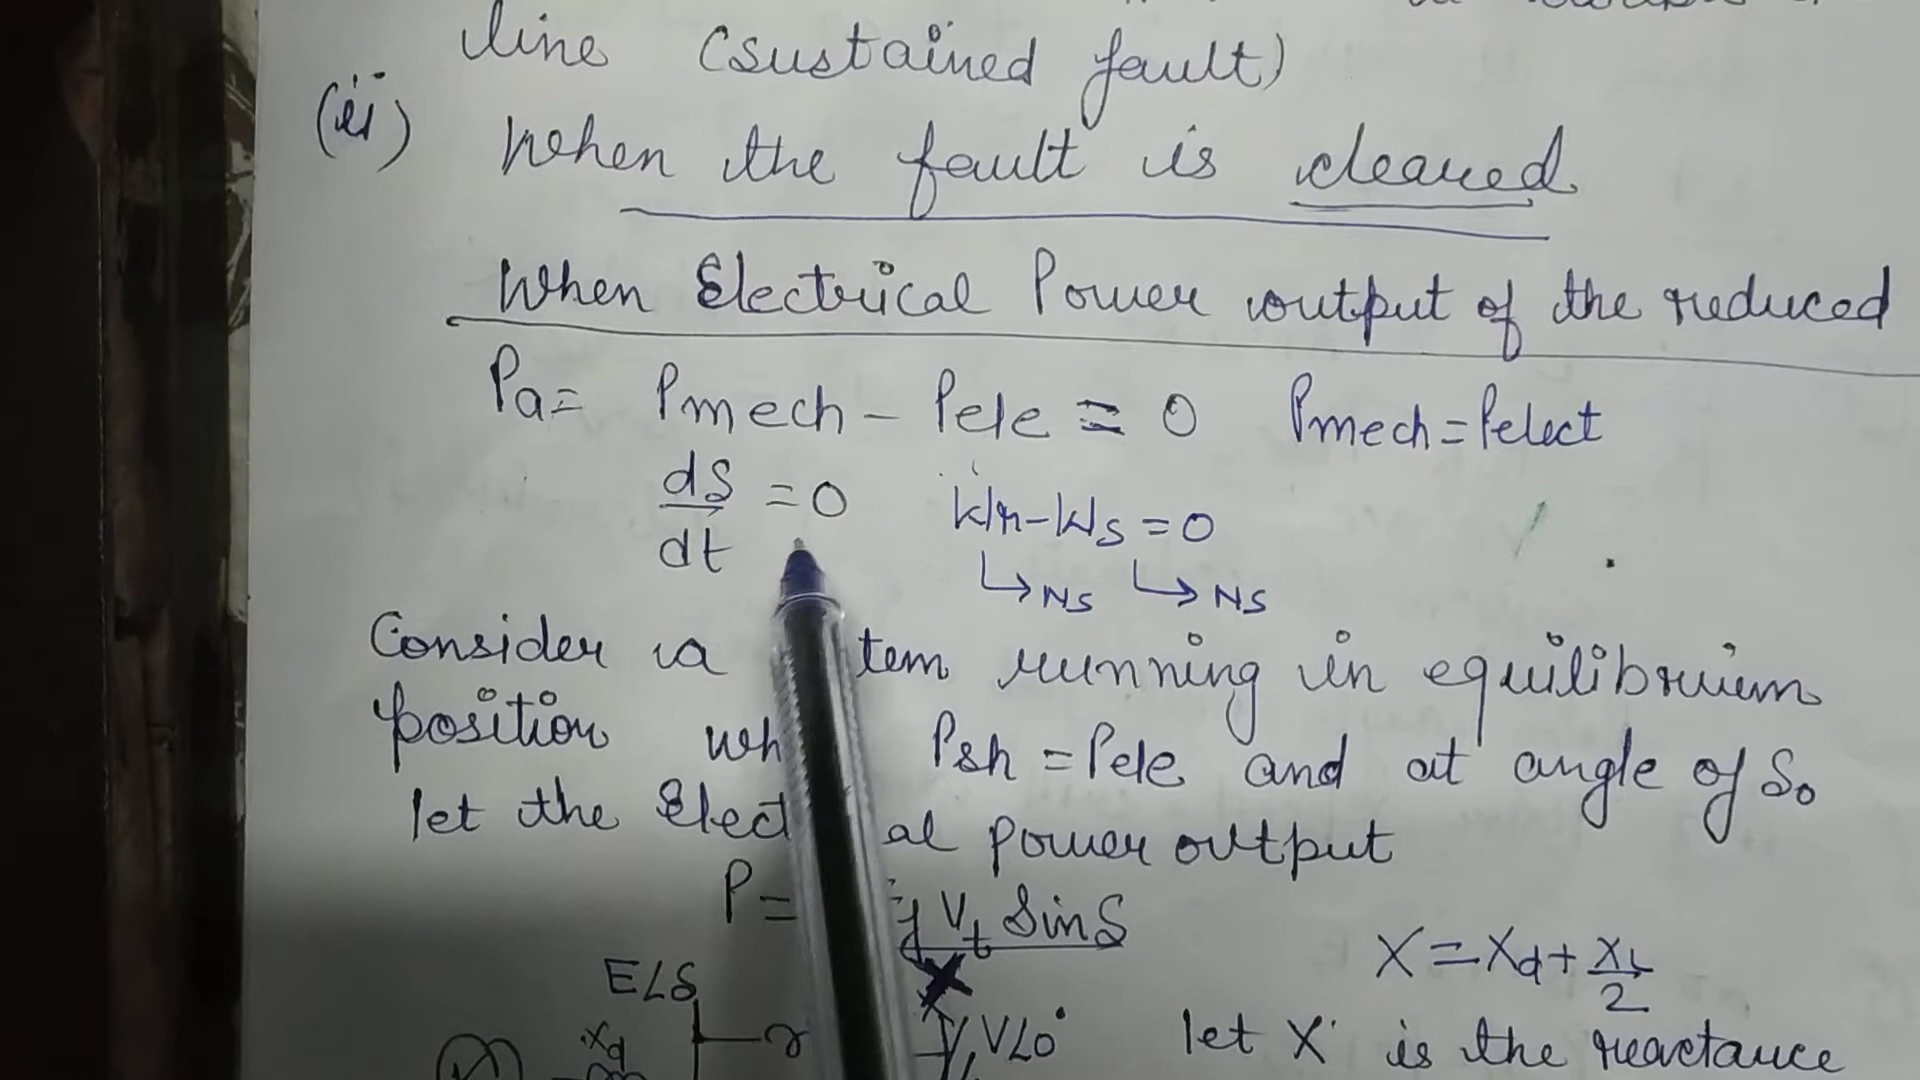 line (sustained fault)
(ii) When the fault is cleared
When Electrical Power output of the reduced
Pa = Pmech - Pele = 0 Pmech = Pelect
dδ/dt = 0 Wr - Ws = 0
↳ NS ↳ NS
Consider a tem running in equilibrium
position wh Psh = Pele and at angle of δ₀
let the Elect al power output
P = g Vt Sinδ
X
X = Xd + XL/2
E∠δ
Xd
V∠0°
let X is the reactance